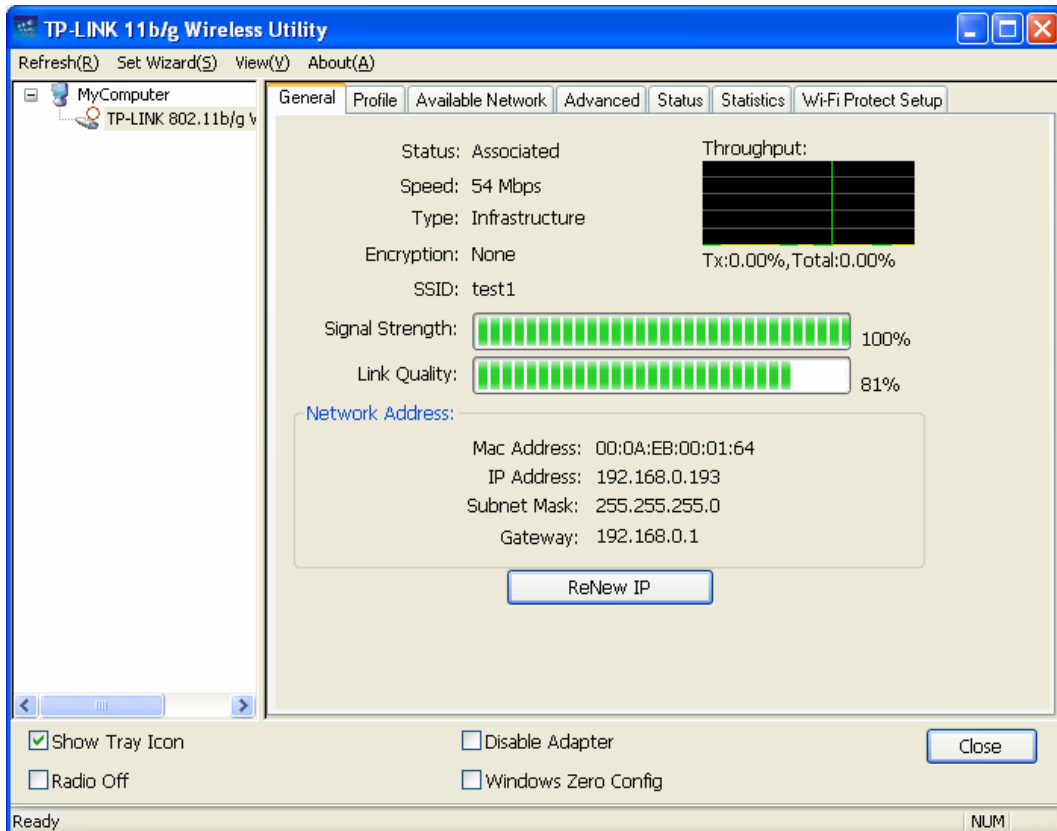 TP-LINK 11b/g Wireless Utility
Refresh(R) Set Wizard(S) View(V) About(A)
MyComputer
TP-LINK 802.11b/g
General Profile Available Network Advanced Status Statistics Wi-Fi Protect Setup
Status: Associated
Speed: 54 Mbps
Type: Infrastructure
Encryption: None
SSID: test1
Throughput:
Tx:0.00%,Total:0.00%
Signal Strength: 100%
Link Quality: 81%
Network Address:
Mac Address: 00:0A:EB:00:01:64
IP Address: 192.168.0.193
Subnet Mask: 255.255.255.0
Gateway: 192.168.0.1
ReNew IP
Show Tray Icon
Disable Adapter
Close
Radio Off
Windows Zero Config
Ready
NUM